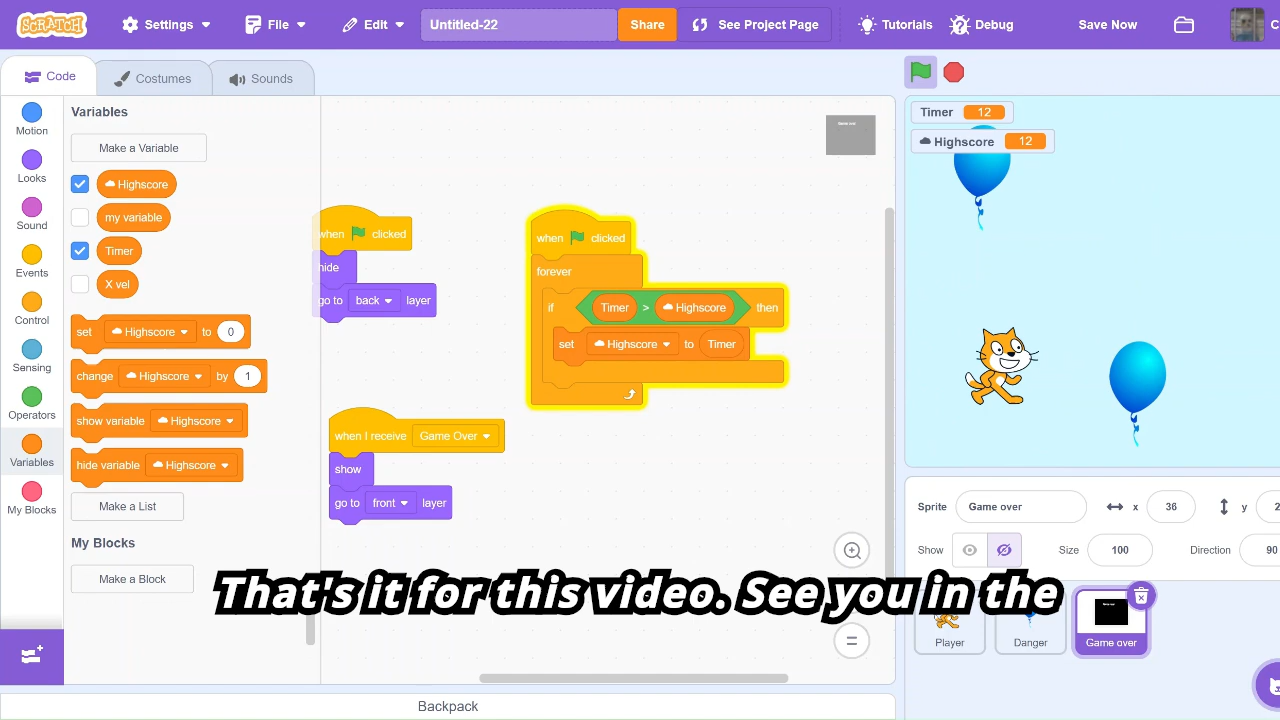 SCRATCH
Settings
File
Edit
Untitled-22
Share
See Project Page
Tutorials
Debug
Save Now
C
Code
Costumes
Sounds
Motion
Looks
Sound
Events
Control
Sensing
Operators
Variables
My Blocks
Variables
Make a Variable
Highscore
my variable
Timer
X vel
set Highscore to 0
change Highscore by 1
show variable Highscore
hide variable Highscore
Make a List
My Blocks
Make a Block
when clicked
hide
go to back layer
when I receive Game Over
show
go to front layer
when clicked
forever
if Timer > Highscore then
set Highscore to Timer
Timer 12
Highscore 12
Sprite Game over x 36 y 2
Show Size 100 Direction 90
Player
Danger
Game over
That's it for this video. See you in the
Backpack